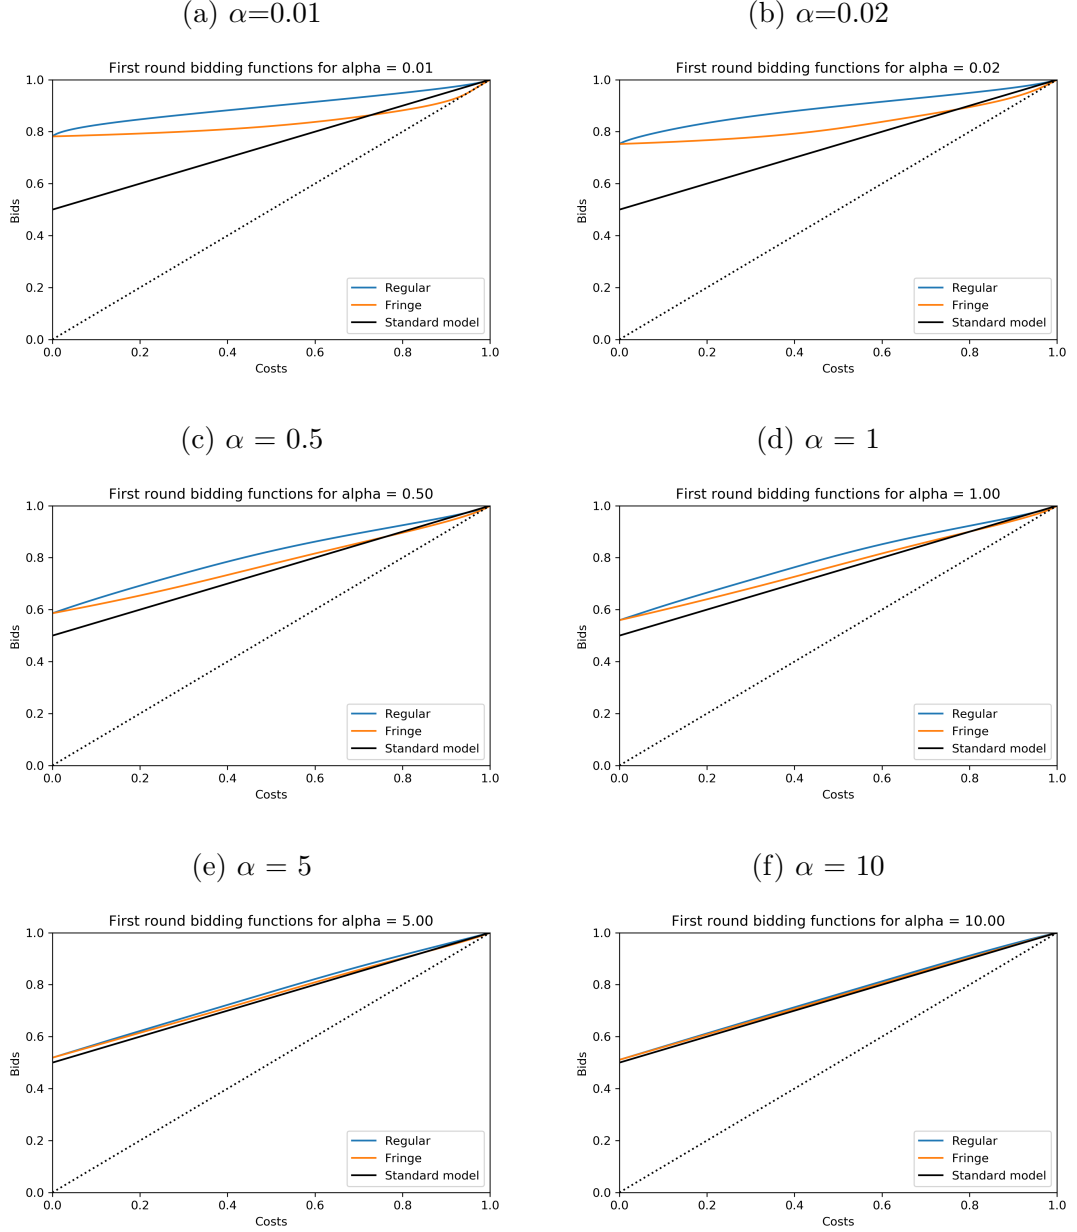 (a) α=0.01
First round bidding functions for alpha = 0.01
1.0
0.8
0.6
0.4
0.2
0.0
Bids
0.0 0.2 0.4 0.6 0.8 1.0
Costs
Regular
Fringe
Standard model
(b) α=0.02
First round bidding functions for alpha = 0.02
1.0
0.8
0.6
0.4
0.2
0.0
Bids
0.0 0.2 0.4 0.6 0.8 1.0
Costs
Regular
Fringe
Standard model
(c) α = 0.5
First round bidding functions for alpha = 0.50
1.0
0.8
0.6
0.4
0.2
0.0
Bids
0.0 0.2 0.4 0.6 0.8 1.0
Costs
Regular
Fringe
Standard model
(d) α = 1
First round bidding functions for alpha = 1.00
1.0
0.8
0.6
0.4
0.2
0.0
Bids
0.0 0.2 0.4 0.6 0.8 1.0
Costs
Regular
Fringe
Standard model
(e) α = 5
First round bidding functions for alpha = 5.00
1.0
0.8
0.6
0.4
0.2
0.0
Bids
0.0 0.2 0.4 0.6 0.8 1.0
Costs
Regular
Fringe
Standard model
(f) α = 10
First round bidding functions for alpha = 10.00
1.0
0.8
0.6
0.4
0.2
0.0
Bids
0.0 0.2 0.4 0.6 0.8 1.0
Costs
Regular
Fringe
Standard model